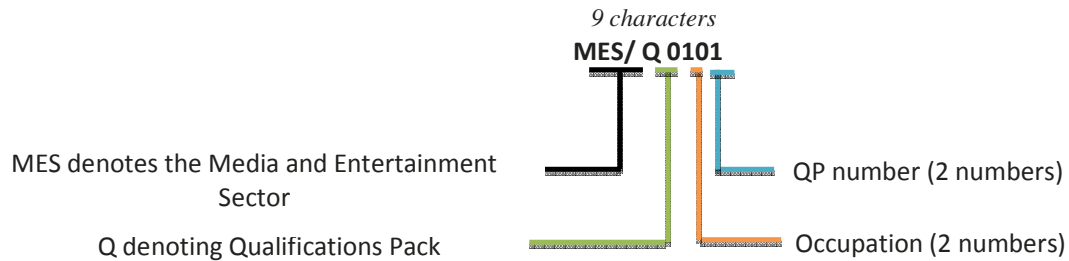 9 characters
MES/ Q 0101
MES denotes the Media and Entertainment
Sector
QP number (2 numbers)
Q denoting Qualifications Pack
Occupation (2 numbers)